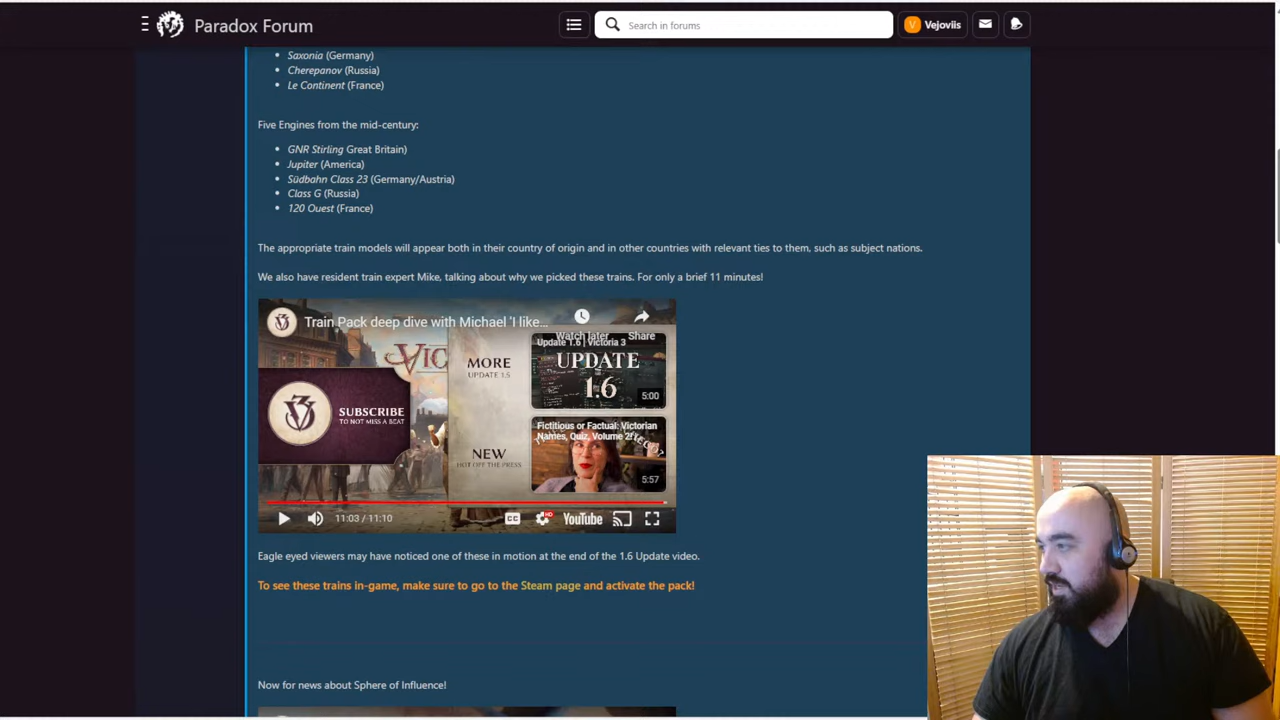 Paradox Forum
Search in forums
V Vejoviis
Saxonia (Germany)
Cherepanov (Russia)
Le Continent (France)
Five Engines from the mid-century:
GNR Stirling Great Britain)
Jupiter (America)
Südbahn Class 23 (Germany/Austria)
Class G (Russia)
120 Ouest (France)
The appropriate train models will appear both in their country of origin and in other countries with relevant ties to them, such as subject nations.
We also have resident train expert Mike, talking about why we picked these trains. For only a brief 11 minutes!
Train Pack deep dive with Michael 'I like...
Watch later
Share
Update 1.6 | Victoria 3
VIC
MORE
UPDATE 1.5
UPDATE
1.6
5:00
SUBSCRIBE
TO NOT MISS A BEAT
Fictitious or Factual: Victorian
Names, Quiz, Volume 2!
NEW
HOT OFF THE PRESS
5:57
11:03 / 11:10
CC
HD
YouTube
Eagle eyed viewers may have noticed one of these in motion at the end of the 1.6 Update video.
To see these trains in-game, make sure to go to the Steam page and activate the pack!
Now for news about Sphere of Influence!